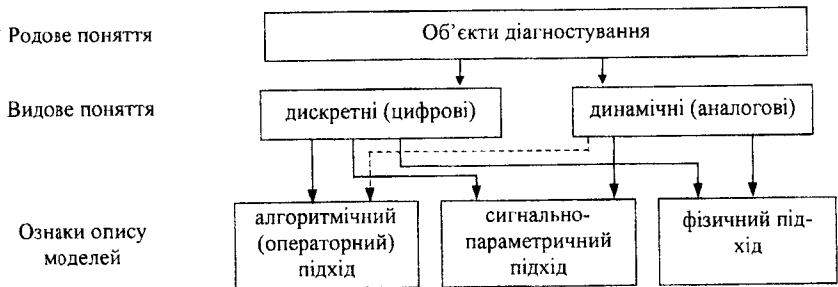 Родове поняття
Об’єкти діагностування
Видове поняття
дискретні (цифрові)
динамічні (аналогові)
Ознаки опису
моделей
алгоритмічний
(операторний)
підхід
сигнально-
параметричний
підхід
фізичний під-
хід